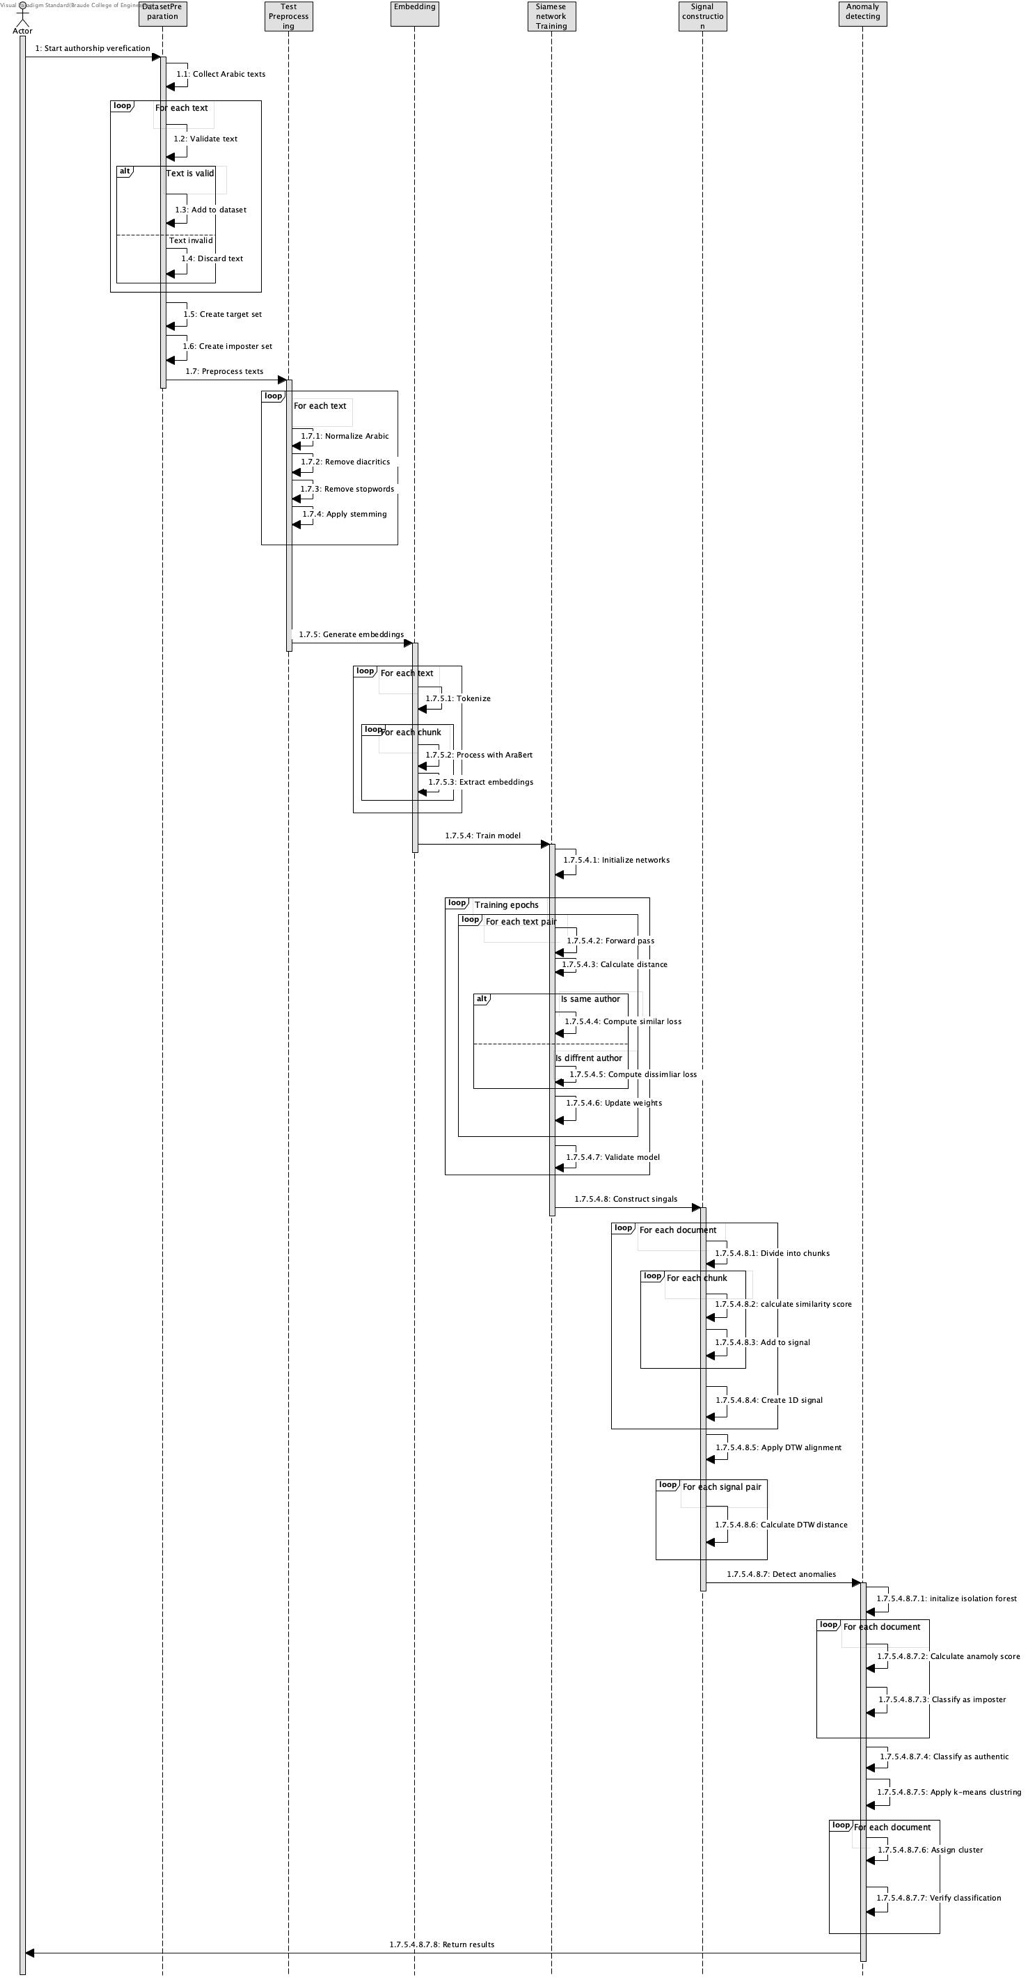 Visual Paradigm Standard(Braude College of Engine
Actor
DatasetPre
paration
Test
Preprocess
ing
Embedding
Siamese
network
Training
Signal
constructio
n
Anomaly
detecting
1: Start authorship verefication
1.1: Collect Arabic texts
loop
For each text
1.2: Validate text
alt
Text is valid
1.3: Add to dataset
Text invalid
1.4: Discard text
1.5: Create target set
1.6: Create imposter set
1.7: Preprocess texts
loop
For each text
1.7.1: Normalize Arabic
1.7.2: Remove diacritics
1.7.3: Remove stopwords
1.7.4: Apply stemming
1.7.5: Generate embeddings
loop
For each text
1.7.5.1: Tokenize
loop
For each chunk
1.7.5.2: Process with AraBert
1.7.5.3: Extract embeddings
1.7.5.4: Train model
1.7.5.4.1: Initialize networks
loop
Training epochs
loop
For each text pair
1.7.5.4.2: Forward pass
1.7.5.4.3: Calculate distance
alt
Is same author
1.7.5.4.4: Compute similar loss
Is diffrent author
1.7.5.4.5: Compute dissimliar loss
1.7.5.4.6: Update weights
1.7.5.4.7: Validate model
1.7.5.4.8: Construct singals
loop
For each document
1.7.5.4.8.1: Divide into chunks
loop
For each chunk
1.7.5.4.8.2: calculate similarity score
1.7.5.4.8.3: Add to signal
1.7.5.4.8.4: Create 1D signal
1.7.5.4.8.5: Apply DTW alignment
loop
For each signal pair
1.7.5.4.8.6: Calculate DTW distance
1.7.5.4.8.7: Detect anomalies
1.7.5.4.8.7.1: initalize isolation forest
loop
For each document
1.7.5.4.8.7.2: Calculate anamoly score
1.7.5.4.8.7.3: Classify as imposter
1.7.5.4.8.7.4: Classify as authentic
1.7.5.4.8.7.5: Apply k-means clustring
loop
For each document
1.7.5.4.8.7.6: Assign cluster
1.7.5.4.8.7.7: Verify classification
1.7.5.4.8.7.8: Return results